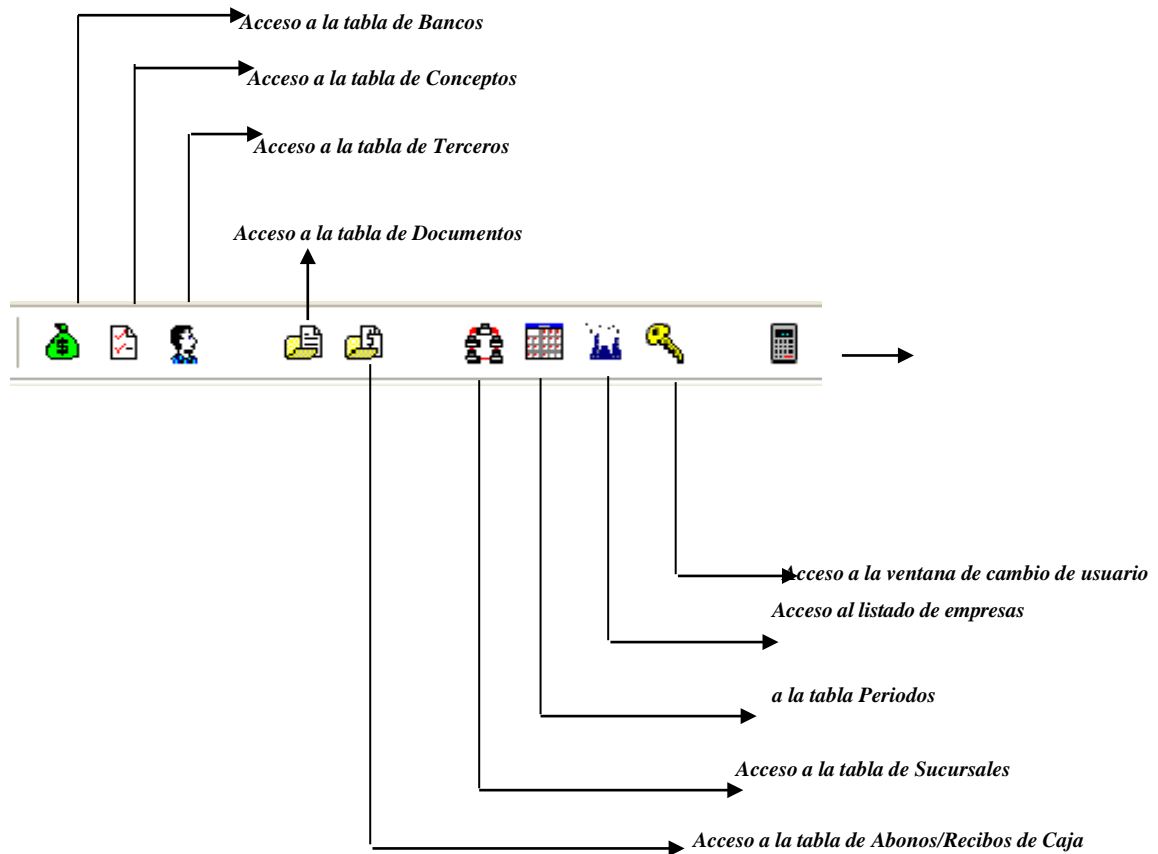 Acceso a la tabla de Bancos
Acceso a la tabla de Conceptos
Acceso a la tabla de Terceros
Acceso a la tabla de Documentos
Acceso a la ventana de cambio de usuario
Acceso al listado de empresas
a la tabla Periodos
Acceso a la tabla de Sucursales
Acceso a la tabla de Abonos/Recibos de Caja